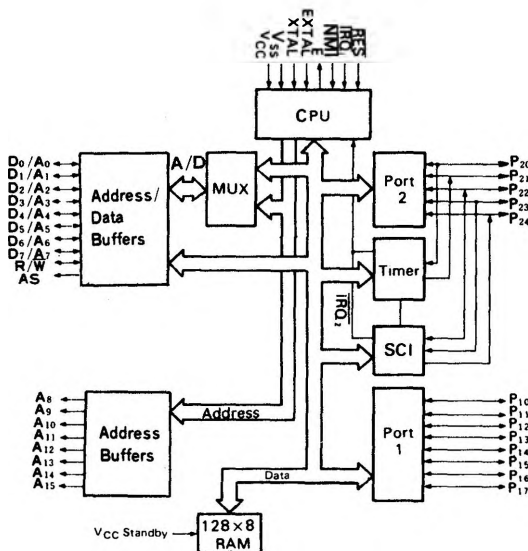 VCC
VSS
XTAL
EXTAL
E
NMI
IRQ1
RES
CPU
D0/A0
D1/A1
D2/A2
D3/A3
D4/A4
D5/A5
D6/A6
D7/A7
R/W
AS
Address/
Data
Buffers
A/D
MUX
Port
2
P20
P21
P22
P23
P24
Timer
IRQ2
SCI
A8
A9
A10
A11
A12
A13
A14
A15
Address
Buffers
Address
Data
Port
1
P10
P11
P12
P13
P14
P15
P16
P17
VCC Standby
128×8
RAM